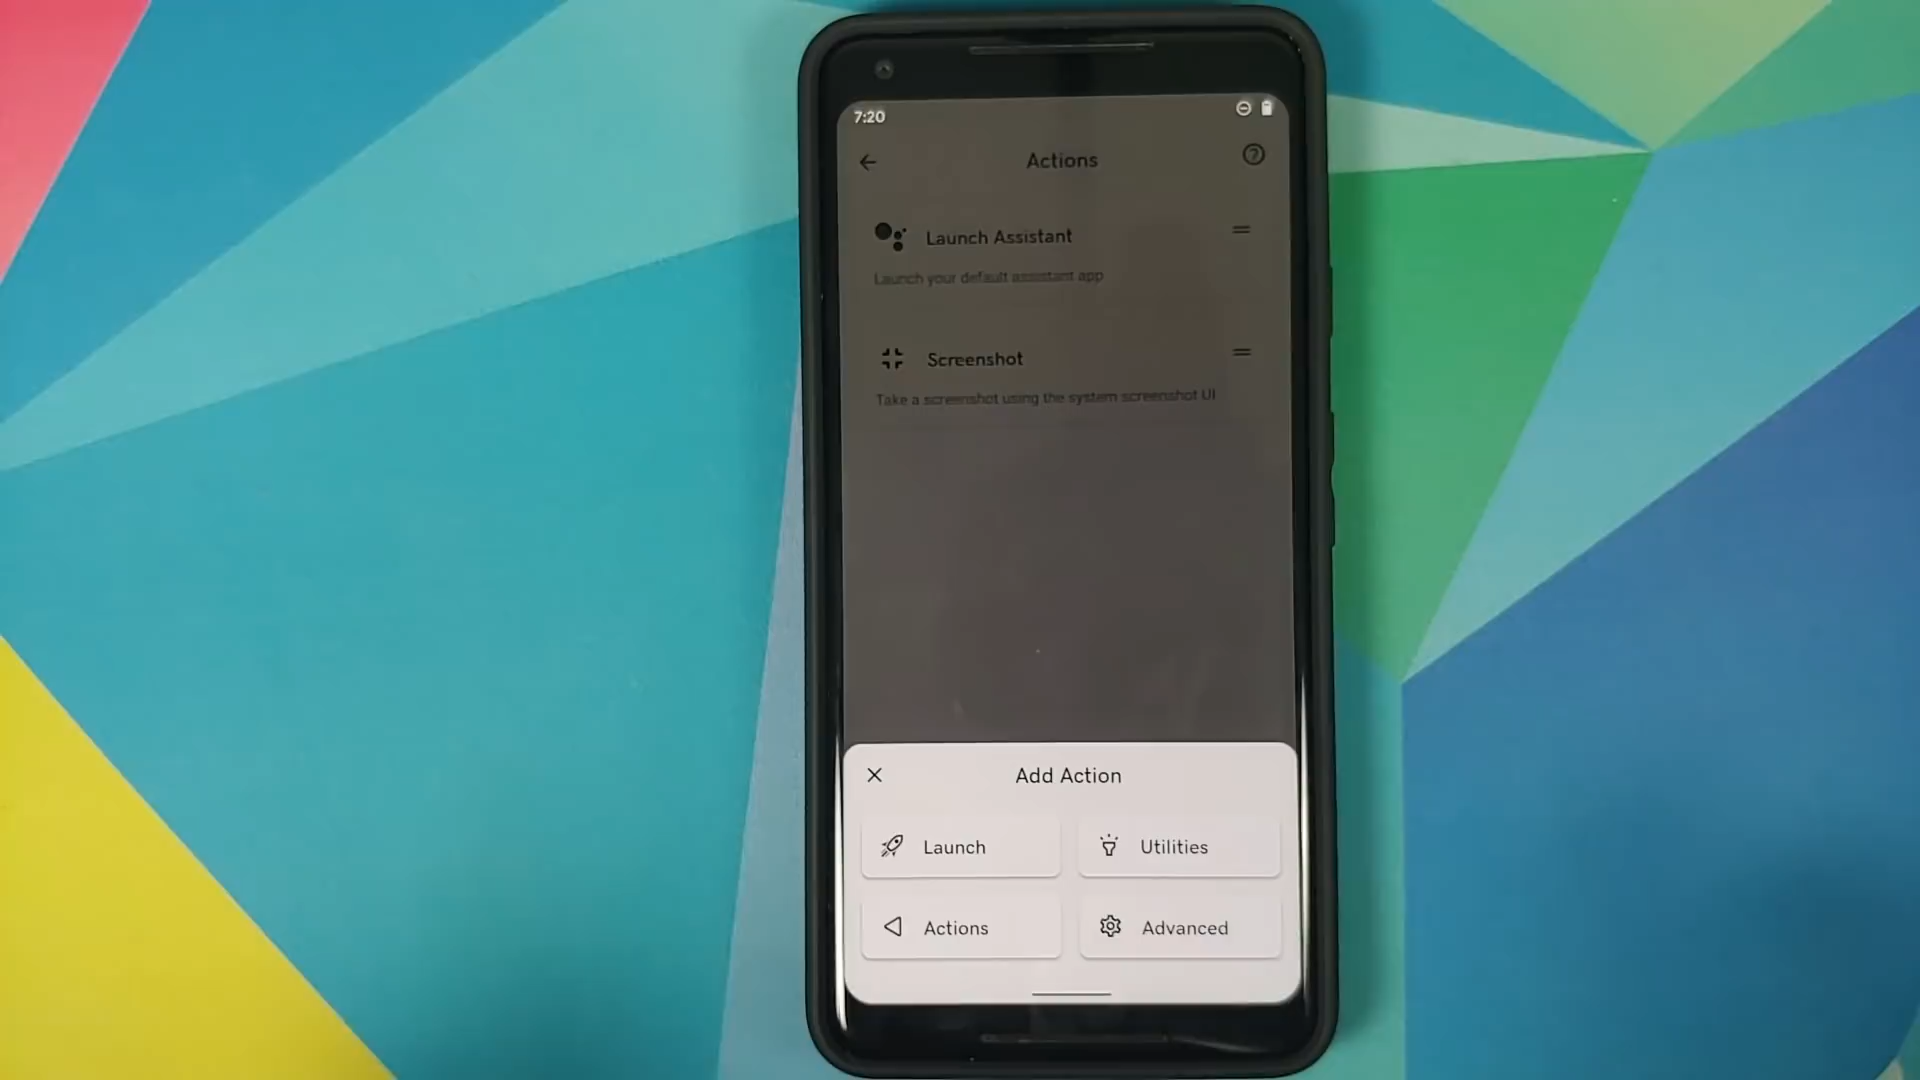 7:20
Actions
Launch Assistant
Launch your default assistant app
Screenshot
Take a screenshot using the system screenshot UI
Add Action
Launch
Utilities
Actions
Advanced